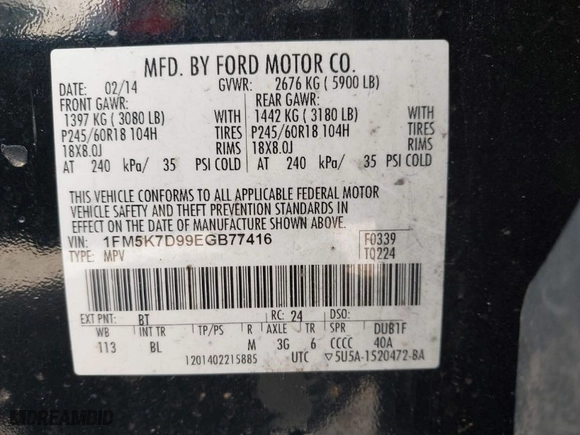 MFD. BY FORD MOTOR CO.
DATE: 02/14 GVWR: 2676 KG ( 5900 LB)
FRONT GAWR: REAR GAWR:
1397 KG ( 3080 LB) WITH 1442 KG ( 3180 LB) WITH
P245/60R18 104H TIRES P245/60R18 104H TIRES
18X8.0J RIMS 18X8.0J RIMS
AT 240 kPa/ 35 PSI COLD AT 240 kPa/ 35 PSI COLD
THIS VEHICLE CONFORMS TO ALL APPLICABLE FEDERAL MOTOR
VEHICLE SAFETY AND THEFT PREVENTION STANDARDS IN
EFFECT ON THE DATE OF MANUFACTURE SHOWN ABOVE.
VIN: 1FM5K7D99EGB77416 F0339
TYPE: MPV TQ224
EXT PNT: BT RC: 24 DSO:
WB INT TR TP/PS R AXLE TR SPR DUB1F
113 BL M 3G 6 CCCC 40A
1201402215885 UTC ▽5U5A-1520472-BA
DREAMBID